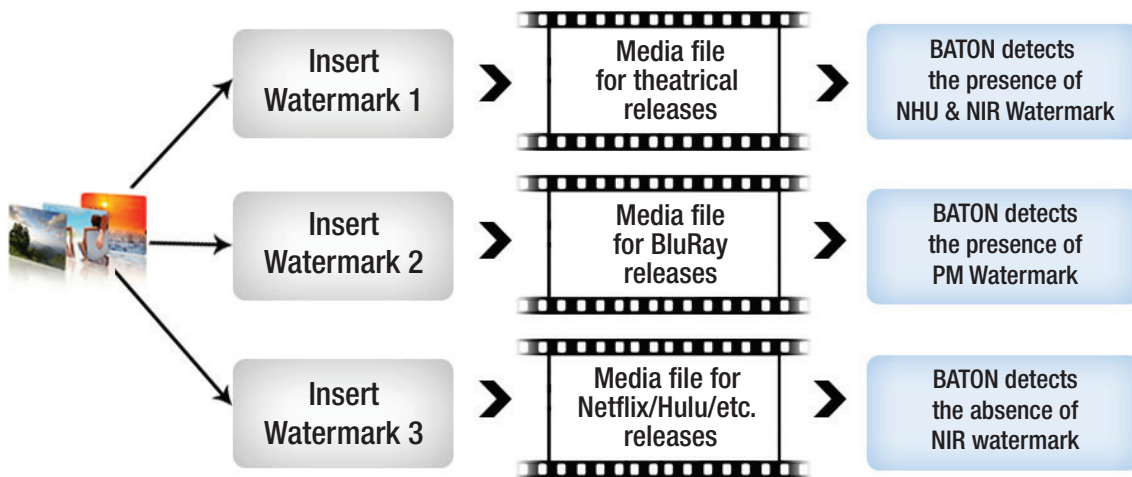 Insert
Watermark 1
Media file
for theatrical
releases
BATON detects
the presence of
NHU & NIR Watermark
Insert
Watermark 2
Media file
for BluRay
releases
BATON detects
the presence of
PM Watermark
Insert
Watermark 3
Media file for
Netflix/Hulu/etc.
releases
BATON detects
the absence of
NIR watermark